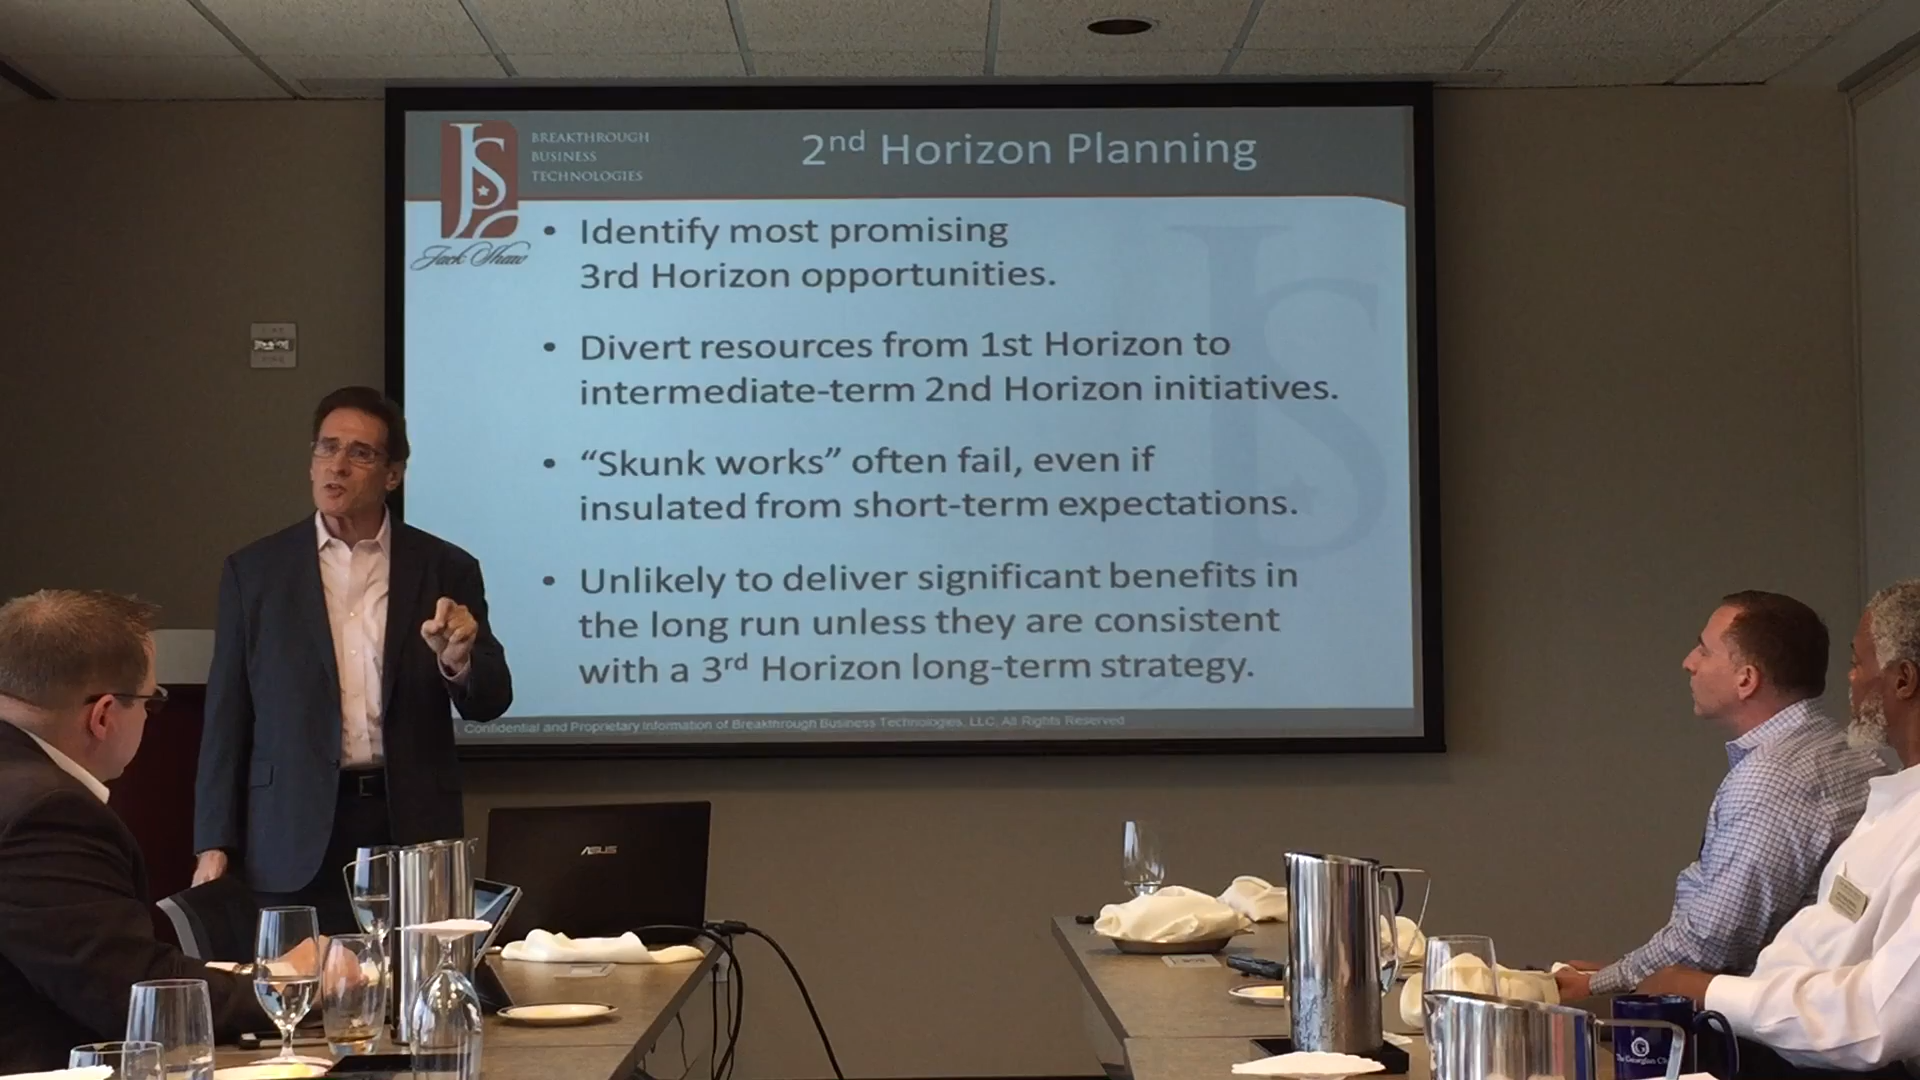 BREAKTHROUGH
BUSINESS
TECHNOLOGIES
JS
Jack Shaw
2nd Horizon Planning
• Identify most promising
3rd Horizon opportunities.
• Divert resources from 1st Horizon to
intermediate-term 2nd Horizon initiatives.
• “Skunk works” often fail, even if
insulated from short-term expectations.
• Unlikely to deliver significant benefits in
the long run unless they are consistent
with a 3rd Horizon long-term strategy.
Confidential and Proprietary Information of Breakthrough Business Technologies, LLC, All Rights Reserved
ASUS
G
The Georgian